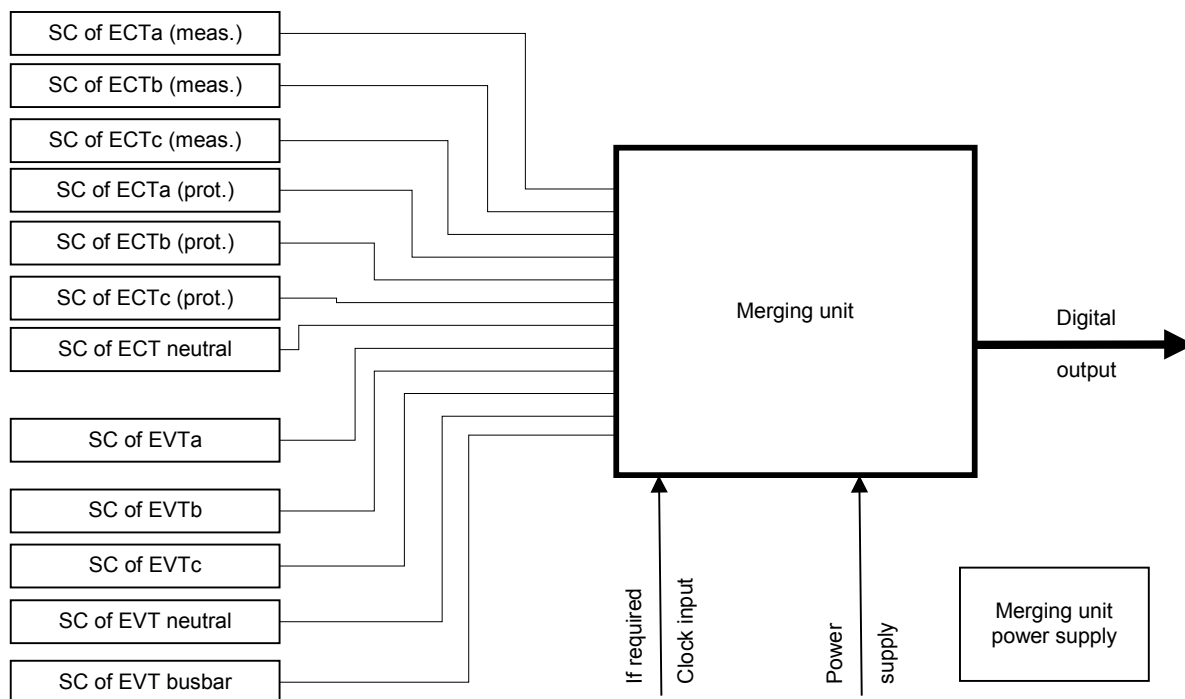 SC of ECTa (meas.)
SC of ECTb (meas.)
SC of ECTc (meas.)
SC of ECTa (prot.)
SC of ECTb (prot.)
SC of ECTc (prot.)
SC of ECT neutral
SC of EVTa
SC of EVTb
SC of EVTc
SC of EVT neutral
SC of EVT busbar
Merging unit
Digital
output
If required
Clock input
Power
supply
Merging unit
power supply